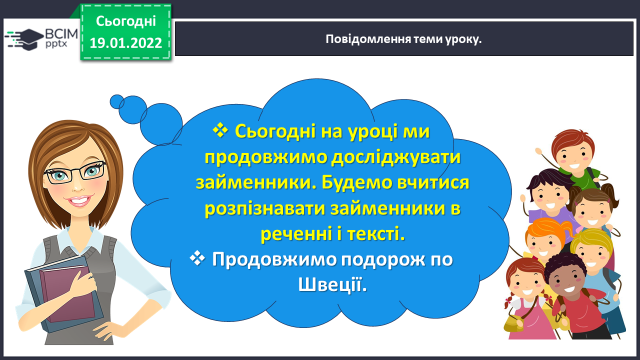 Сьогодні
19.01.2022
BCIM
pptx
Повідомлення теми уроку.
❖ Сьогодні на уроці ми
продовжимо досліджувати
займенники. Будемо вчитися
розпізнавати займенники в
реченні і тексті.
❖ Продовжимо подорож по
Швеції.